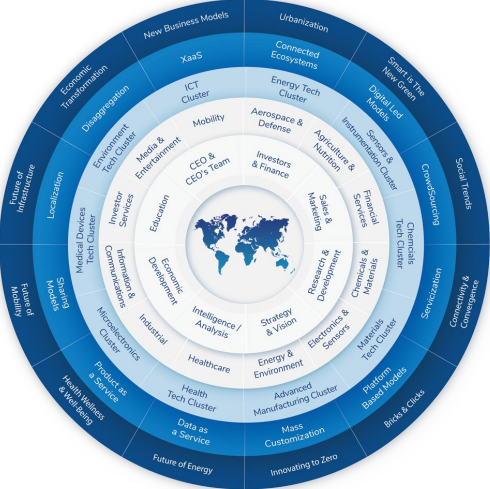 Urbanization
Smart is The
New Green
Social Trends
Connectivity &
Convergence
Bricks & Clicks
Innovating to Zero
Future of Energy
Health Wellness
& Well Being
Future of
Mobility
Future of
Infrastructure
Economic
Transformation
New Business Models
Connected
Ecosystems
Digital Led
Models
CrowdSourcing
Servicization
Platform
Based Models
Mass
Customization
Data as
a Service
Product as
a Service
Sharing
Models
Localization
Disaggregation
XaaS
Energy Tech
Cluster
Sensors &
Instrumentation Cluster
Chemcials
Tech Cluster
Materials
Tech Cluster
Advanced
Manufacturing Cluster
Health
Tech Cluster
Microelectronics
Cluster
Medical Devices
Tech Cluster
Environment
Tech Cluster
ICT
Cluster
Aerospace &
Defense
Agriculture &
Nutrition
Financial
Services
Chemicals &
Materials
Electronics &
Sensors
Energy &
Environment
Healthcare
Industrial
Information &
Communications
Investor
Services
Media &
Entertainment
Mobility
Investors
& Finance
Sales &
Marketing
Research &
Development
Strategy
& Vision
Intelligence /
Analysis
Economic
Development
Education
CEO &
CEO's Team